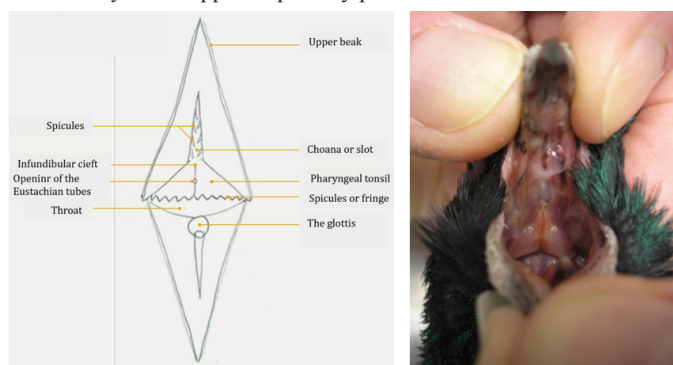 Upper beak
Spicules
Choana or slot
Infundibular cieft
Openinr of the
Eustachian tubes
Pharyngeal tonsil
Spicules or fringe
Throat
The glottis